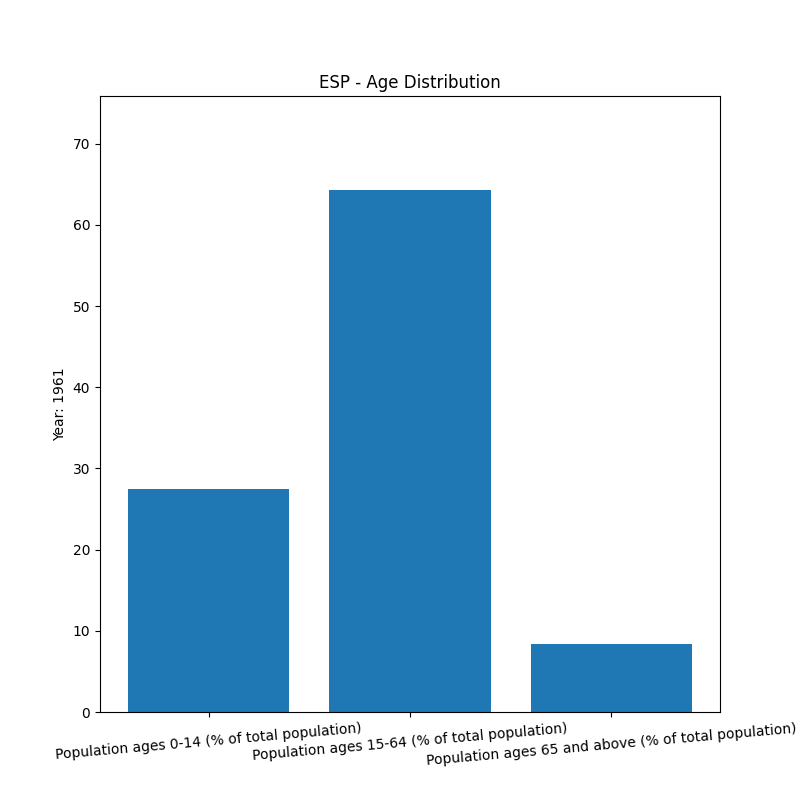 ESP - Age Distribution
Year: 1961
70
60
50
40
30
20
10
0
Population ages 0-14 (% of total population)
Population ages 15-64 (% of total population)
Population ages 65 and above (% of total population)